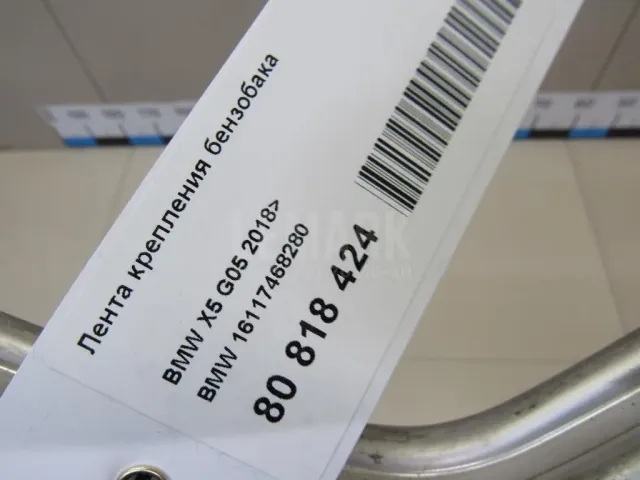 Лента крепления бензобака
BMW X5 G05 2018>
BMW 16117468280
80 818 424